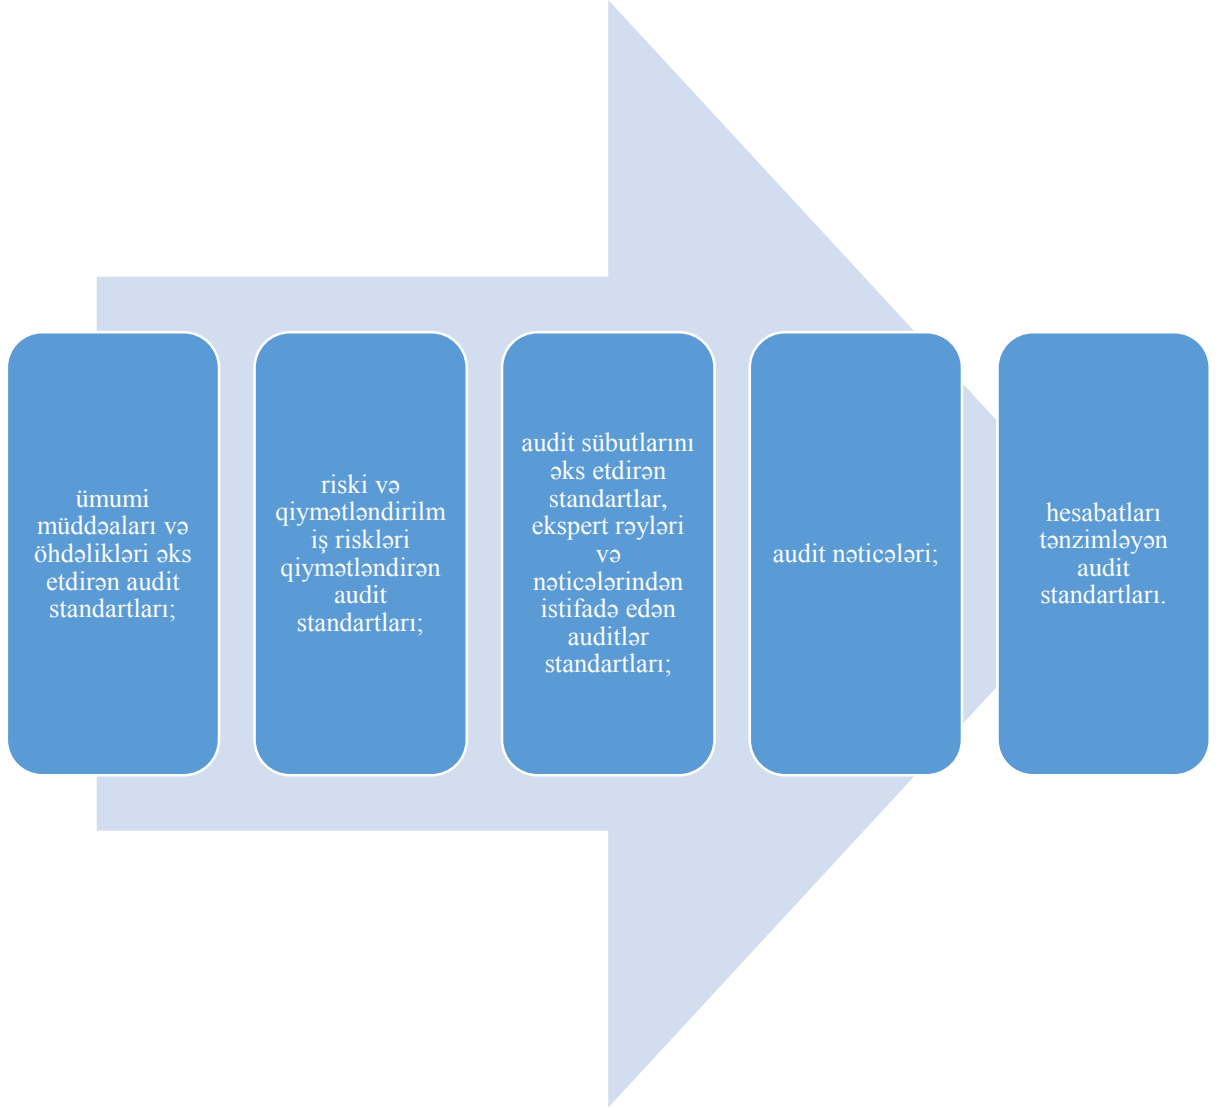 ümumi
müddəaları və
öhdəlikləri əks
etdirən audit
standartları;
riski və
qiymətləndirilm
iş riskləri
qiymətləndirən
audit
standartları;
audit sübutlarını
əks etdirən
standartlar,
ekspert rəyləri
və
nəticələrindən
istifadə edən
auditlər
standartları;
audit nəticələri;
hesabatları
tənzimləyən
audit
standartları.